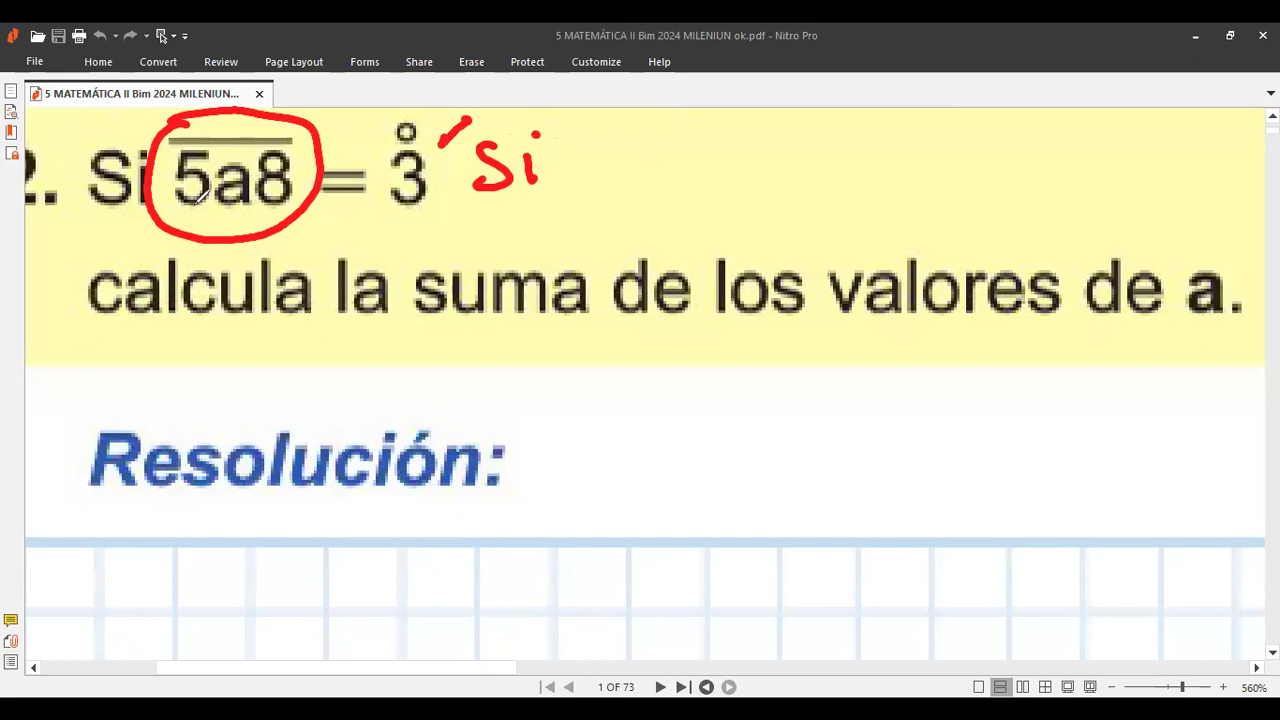 5 MATEMÁTICA II Bim 2024 MILENIUN ok.pdf - Nitro Pro
File Home Convert Review Page Layout Forms Share Erase Protect Customize Help
5 MATEMÁTICA II Bim 2024 MILENIUN...
2. Si 5a8 = 3̊ Si
calcula la suma de los valores de a.
Resolución:
1 OF 73
560%